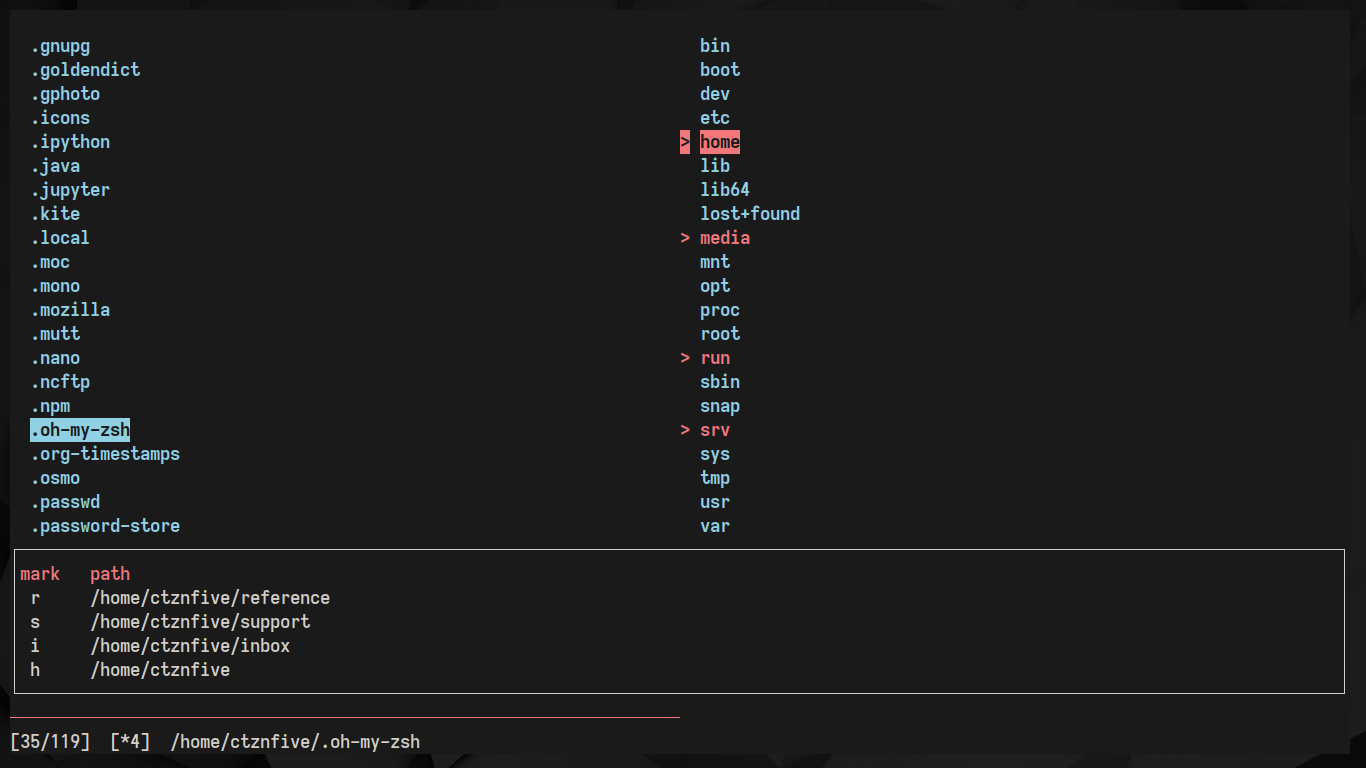 .gnupg
.goldendict
.gphoto
.icons
.ipython
.java
.jupyter
.kite
.local
.moc
.mono
.mozilla
.mutt
.nano
.ncftp
.npm
.oh-my-zsh
.org-timestamps
.osmo
.passwd
.password-store
bin
boot
dev
etc
> home
lib
lib64
lost+found
> media
mnt
opt
proc
root
> run
sbin
snap
> srv
sys
tmp
usr
var
mark path
r /home/ctznfive/reference
s /home/ctznfive/support
i /home/ctznfive/inbox
h /home/ctznfive
[35/119] [*4] /home/ctznfive/.oh-my-zsh